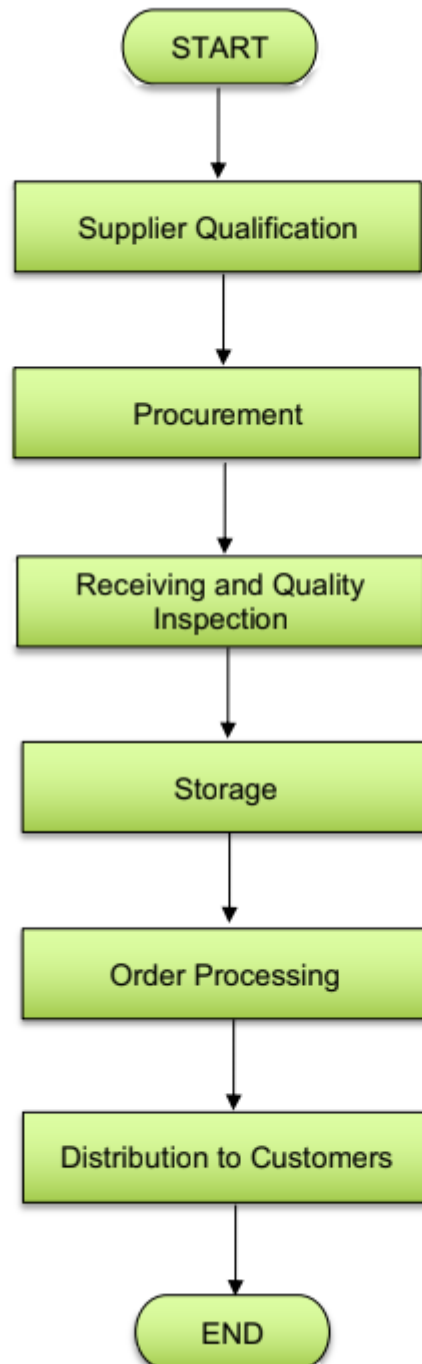 START
Supplier Qualification
Procurement
Receiving and Quality
Inspection
Storage
Order Processing
Distribution to Customers
END